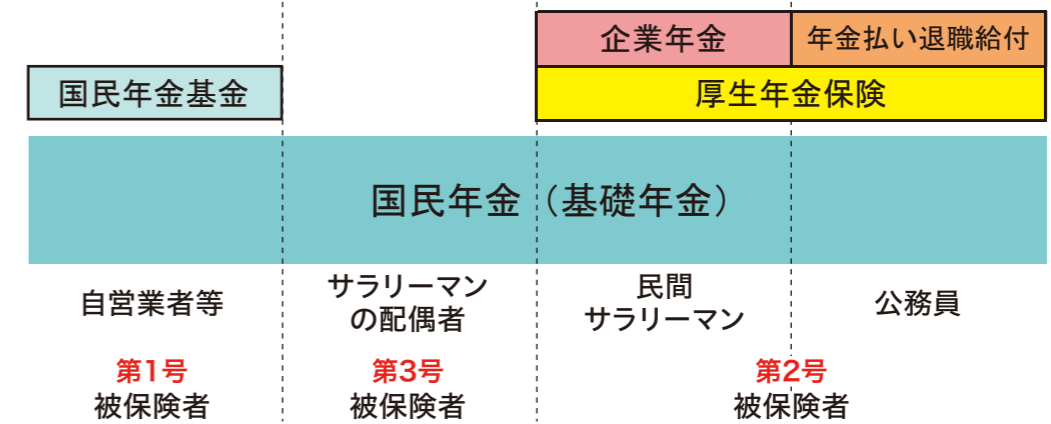 企業年金
年金払い退職給付
国民年金基金
厚生年金保険
国民年金（基礎年金）
自営業者等
サラリーマン
の配偶者
民間
サラリーマン
公務員
第1号
被保険者
第3号
被保険者
第2号
被保険者